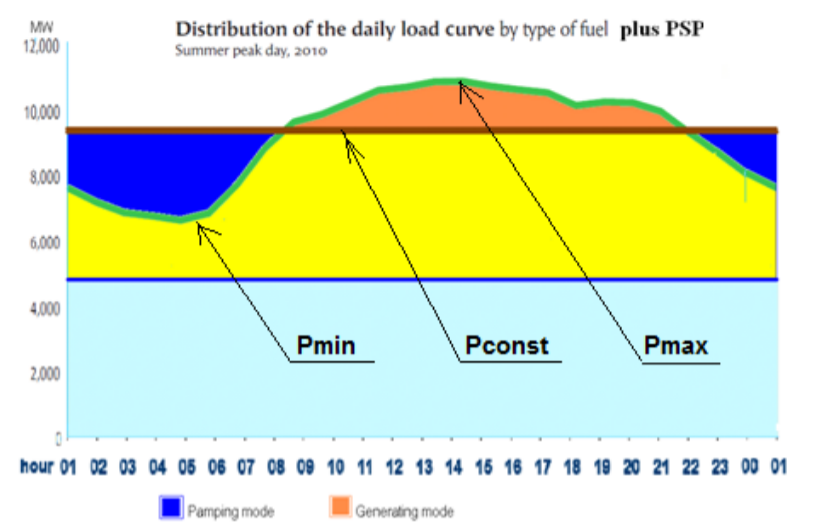 MW
Distribution of the daily load curve by type of fuel plus PSP
Summer peak day, 2010
12,000
10,000
8,000
6,000
4,000
2,000
0
Pmin
Pconst
Pmax
hour 01 02 03 04 05 06 07 08 09 10 11 12 13 14 15 16 17 18 19 20 21 22 23 00 01
Pamping mode
Generating mode